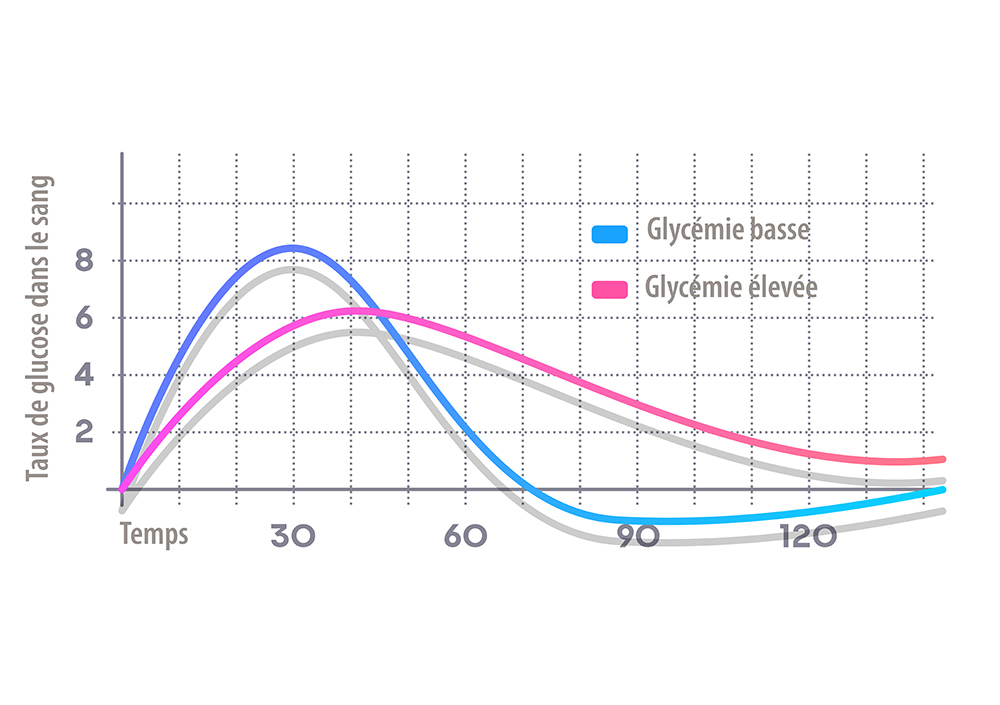 Taux de glucose dans le sang
Glycémie basse
Glycémie élevée
8
6
4
2
Temps
30
60
90
120